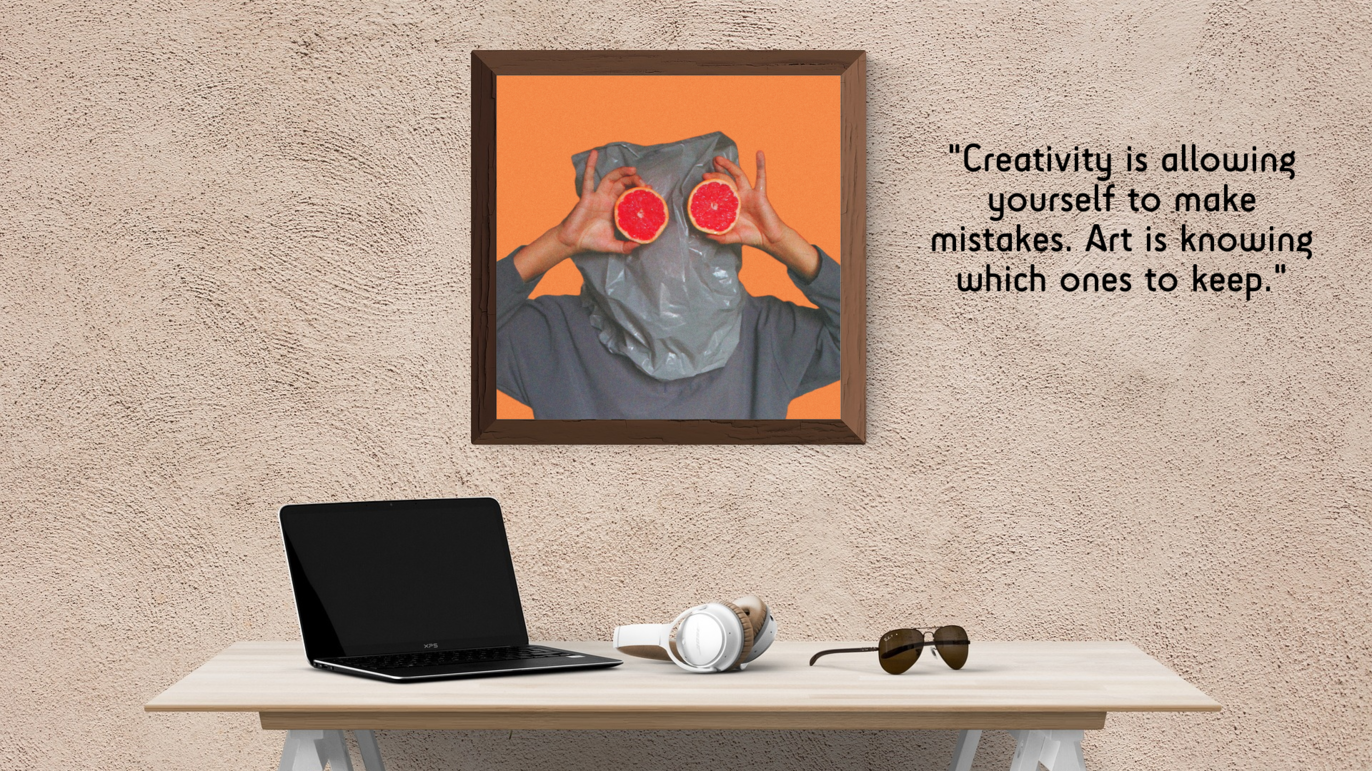 "Creativity is allowing
yourself to make
mistakes. Art is knowing
which ones to keep."
XPS